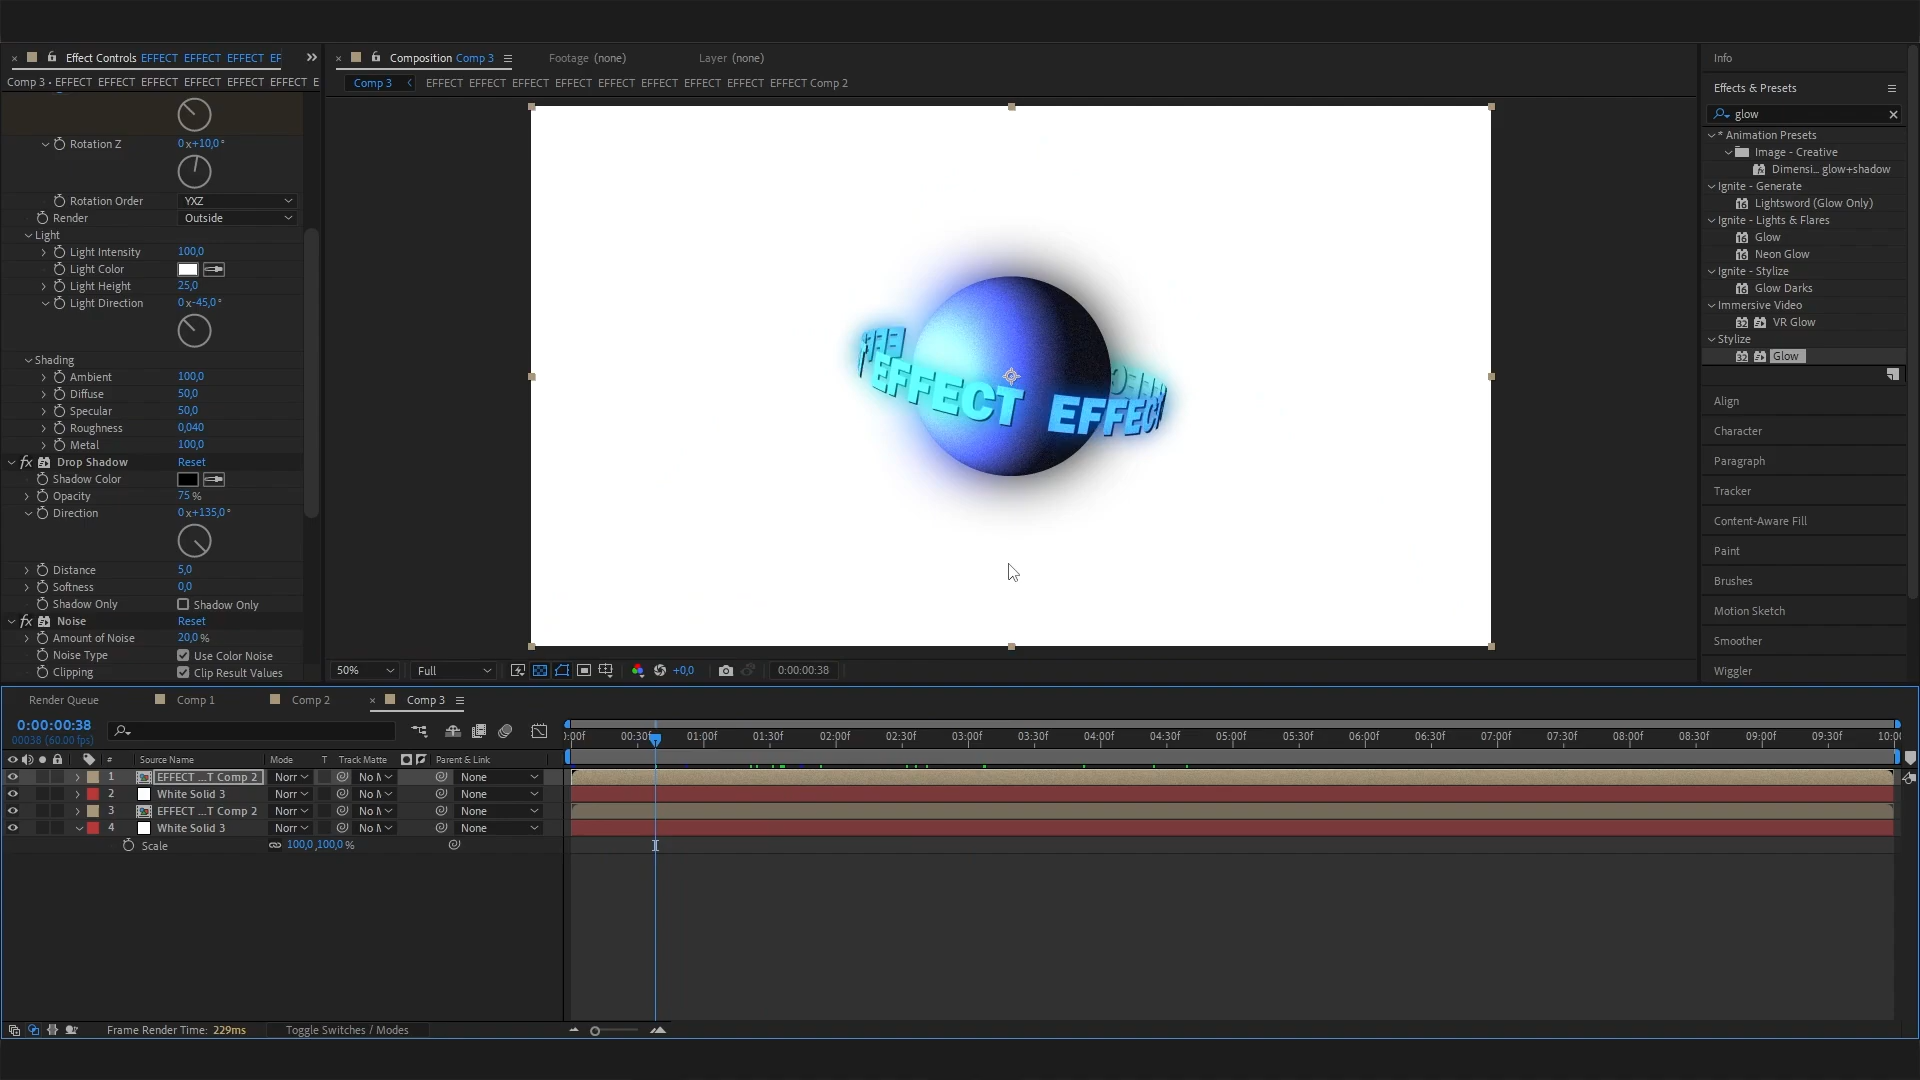 Effect Controls EFFECT EFFECT EFFECT EF
Comp 3 • EFFECT EFFECT EFFECT EFFECT EFFECT EFFECT E
Rotation Z 0x+10,0°
Rotation Order YXZ
Render Outside
Light
Light Intensity 100,0
Light Color
Light Height 25,0
Light Direction 0x-45,0°
Shading
Ambient 100,0
Diffuse 50,0
Specular 50,0
Roughness 0,040
Metal 100,0
fx Drop Shadow Reset
Shadow Color
Opacity 75%
Direction 0x+135,0°
Distance 5,0
Softness 0,0
Shadow Only Shadow Only
fx Noise Reset
Amount of Noise 20,0%
Noise Type Use Color Noise
Clipping Clip Result Values
Composition Comp 3 Footage (none) Layer (none)
Comp 3 EFFECT EFFECT EFFECT EFFECT EFFECT EFFECT EFFECT EFFECT EFFECT Comp 2
EFFECT EFFECT
50% Full +0,0 0:00:00:38
Info
Effects & Presets
glow
* Animation Presets
Image - Creative
Dimensi... glow+shadow
Ignite - Generate
Lightsword (Glow Only)
Ignite - Lights & Flares
Glow
Neon Glow
Ignite - Stylize
Glow Darks
Immersive Video
VR Glow
Stylize
Glow
Align
Character
Paragraph
Tracker
Content-Aware Fill
Paint
Brushes
Motion Sketch
Smoother
Wiggler
Render Queue Comp 1 Comp 2 Comp 3
0:00:00:38
00038 (60.00 fps)
# Source Name Mode T Track Matte Parent & Link
1 EFFECT ...T Comp 2 Norr No M None
2 White Solid 3 Norr No M None
3 EFFECT ...T Comp 2 Norr No M None
4 White Solid 3 Norr No M None
Scale 100,0,100,0%
:00f 00:30f 01:00f 01:30f 02:00f 02:30f 03:00f 03:30f 04:00f 04:30f 05:00f 05:30f 06:00f 06:30f 07:00f 07:30f 08:00f 08:30f 09:00f 09:30f 10:00
Frame Render Time: 229ms Toggle Switches / Modes